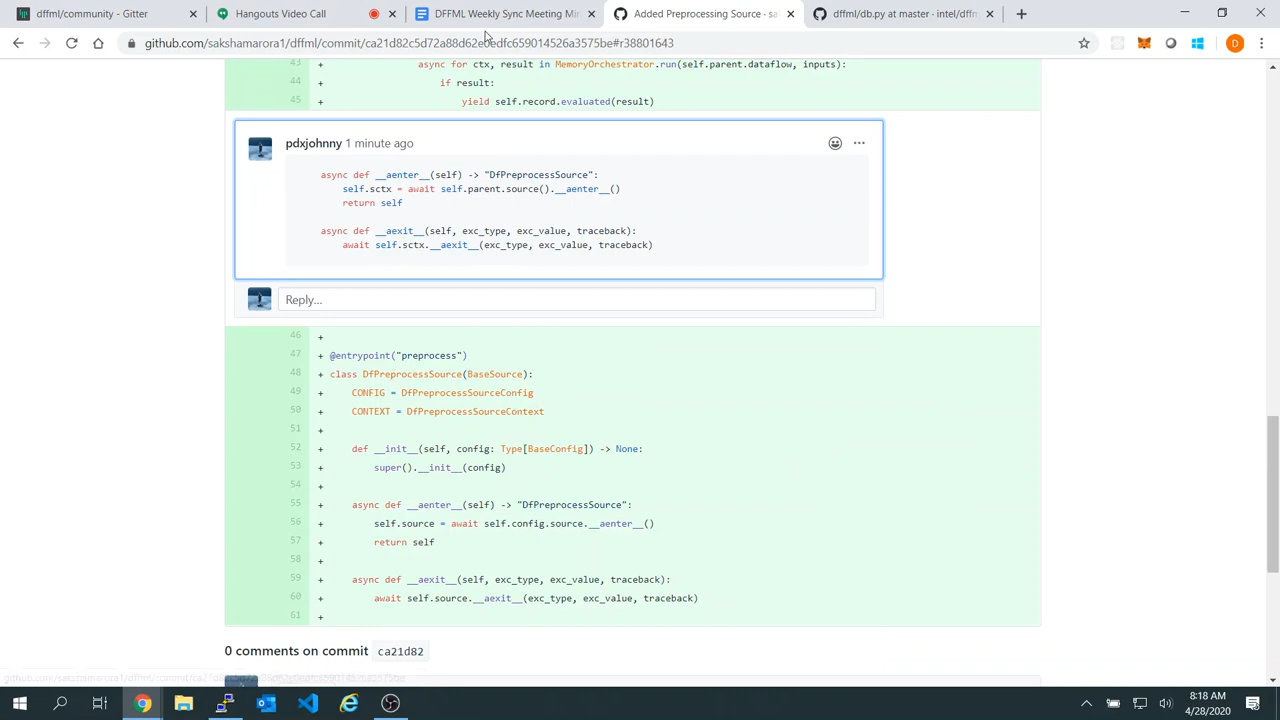 dffml/community - Gitter
Hangouts Video Call
DFFML Weekly Sync Meeting Min
Added Preprocessing Source · sa
dffml/db.py at master · intel/dffm
github.com/sakshamarora1/dffml/commit/ca21d82c5d72a88d62e0edfc659014526a3575be#r38801643
D
43 + async for ctx, result in MemoryOrchestrator.run(self.parent.dataflow, inputs):
44 + if result:
45 + yield self.record.evaluated(result)
pdxjohnny 1 minute ago
async def __aenter__(self) -> "DfPreprocessSource":
self.sctx = await self.parent.source().__aenter__()
return self
async def __aexit__(self, exc_type, exc_value, traceback):
await self.sctx.__aexit__(exc_type, exc_value, traceback)
Reply...
46 +
47 + @entrypoint("preprocess")
48 + class DfPreprocessSource(BaseSource):
49 + CONFIG = DfPreprocessSourceConfig
50 + CONTEXT = DfPreprocessSourceContext
51 +
52 + def __init__(self, config: Type[BaseConfig]) -> None:
53 + super().__init__(config)
54 +
55 + async def __aenter__(self) -> "DfPreprocessSource":
56 + self.source = await self.config.source.__aenter__()
57 + return self
58 +
59 + async def __aexit__(self, exc_type, exc_value, traceback):
60 + await self.source.__aexit__(exc_type, exc_value, traceback)
61 +
0 comments on commit ca21d82
8:18 AM
4/28/2020